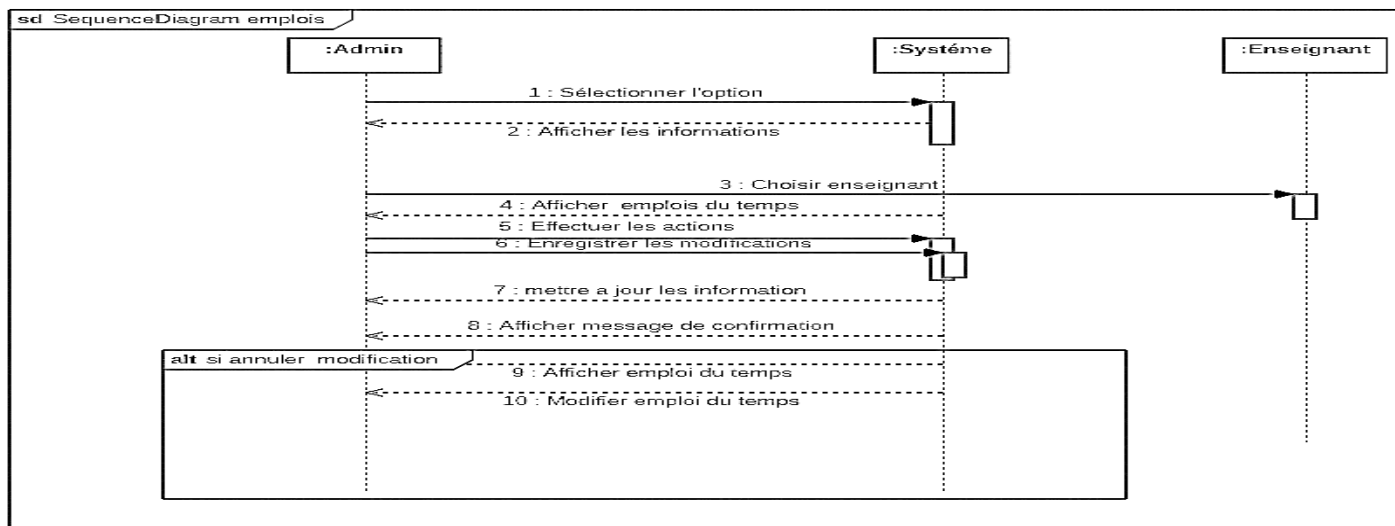 sd SequenceDiagram emplois
:Admin
:Systéme
:Enseignant
1 : Sélectionner l'option
2 : Afficher les informations
3 : Choisir enseignant
4 : Afficher emplois du temps
5 : Effectuer les actions
6 : Enregistrer les modifications
7 : mettre a jour les information
8 : Afficher message de confirmation
alt si annuler modification
9 : Afficher emploi du temps
10 : Modifier emploi du temps